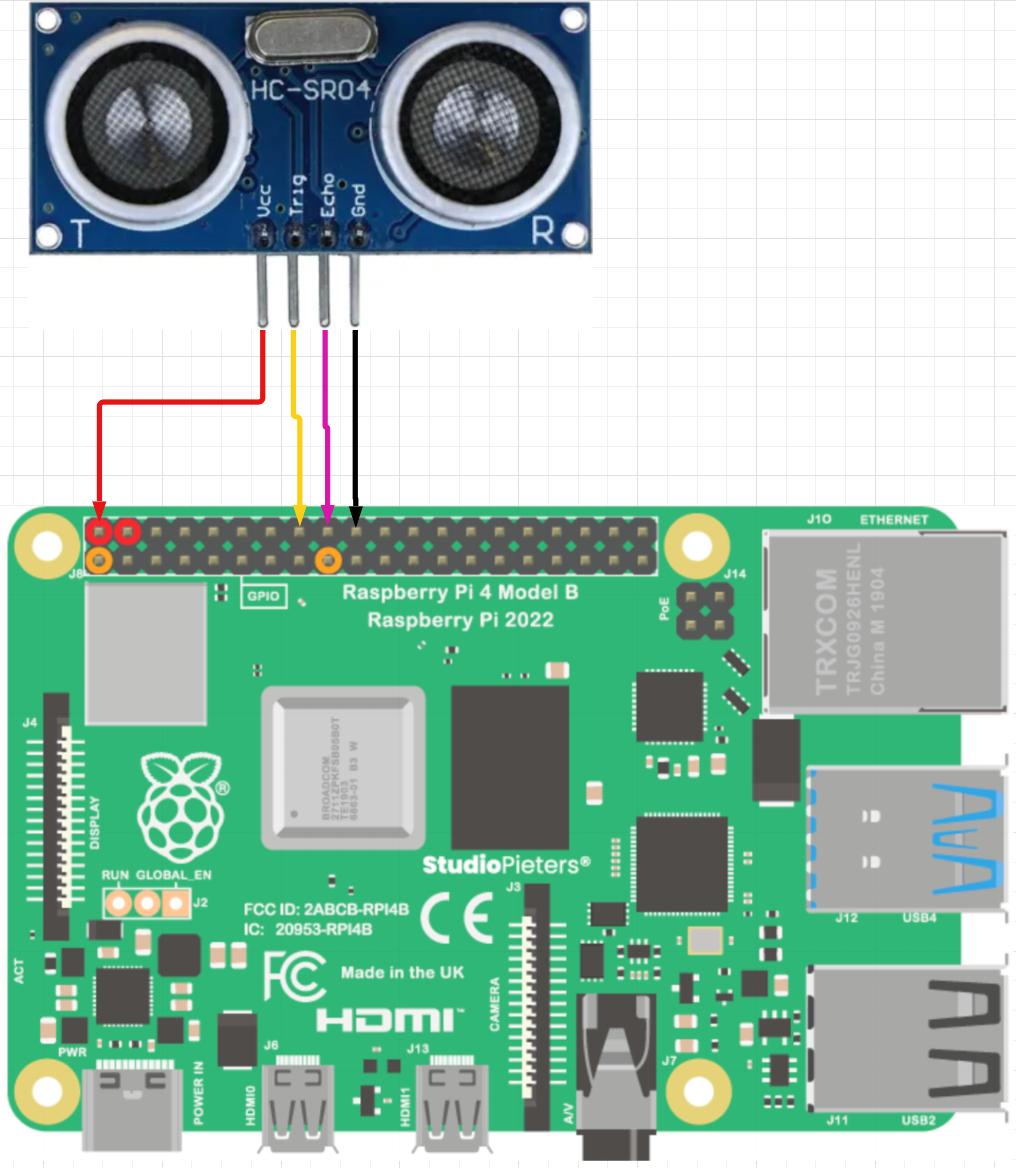 HC-SR04
Vcc
Trig
Echo
Gnd
T
R
J10 ETHERNET
J8
GPIO
Raspberry Pi 4 Model B
Raspberry Pi 2022
J14
PoE
TRXCOM
TRJG0926HENL
China M 1904
J4
DISPLAY
BROADCOM
2711ZPKFSB05B0T
TE1903
®
StudioPieters®
RUN GLOBAL_EN
J2
J3
FCC ID: 2ABCB-RPI4B
IC: 20953-RPI4B
CE
J12 USB4
FC
Made in the UK
HDMI™
ACT
CAMERA
PWR
POWER IN
J6
HDMI0
J13
HDMI1
A/V
J7
J11 USB2